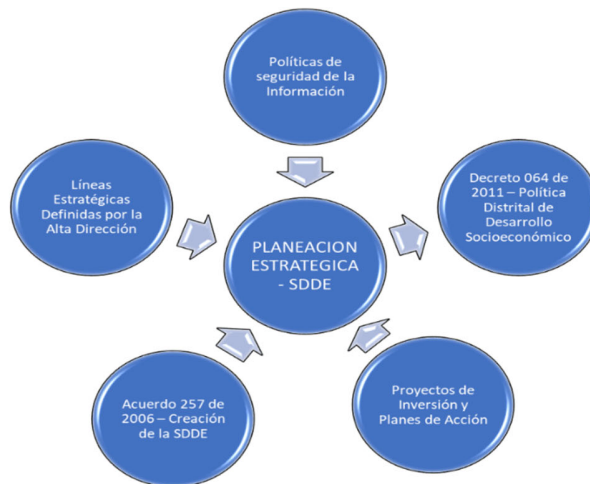 Políticas de
seguridad de la
Información
Líneas
Estratégicas
Definidas por la
Alta Dirección
Decreto 064 de
2011 – Política
Distrital de
Desarrollo
Socioeconómico
PLANEACION
ESTRATEGICA
- SDDE
Acuerdo 257 de
2006 – Creación
de la SDDE
Proyectos de
Inversión y
Planes de Acción